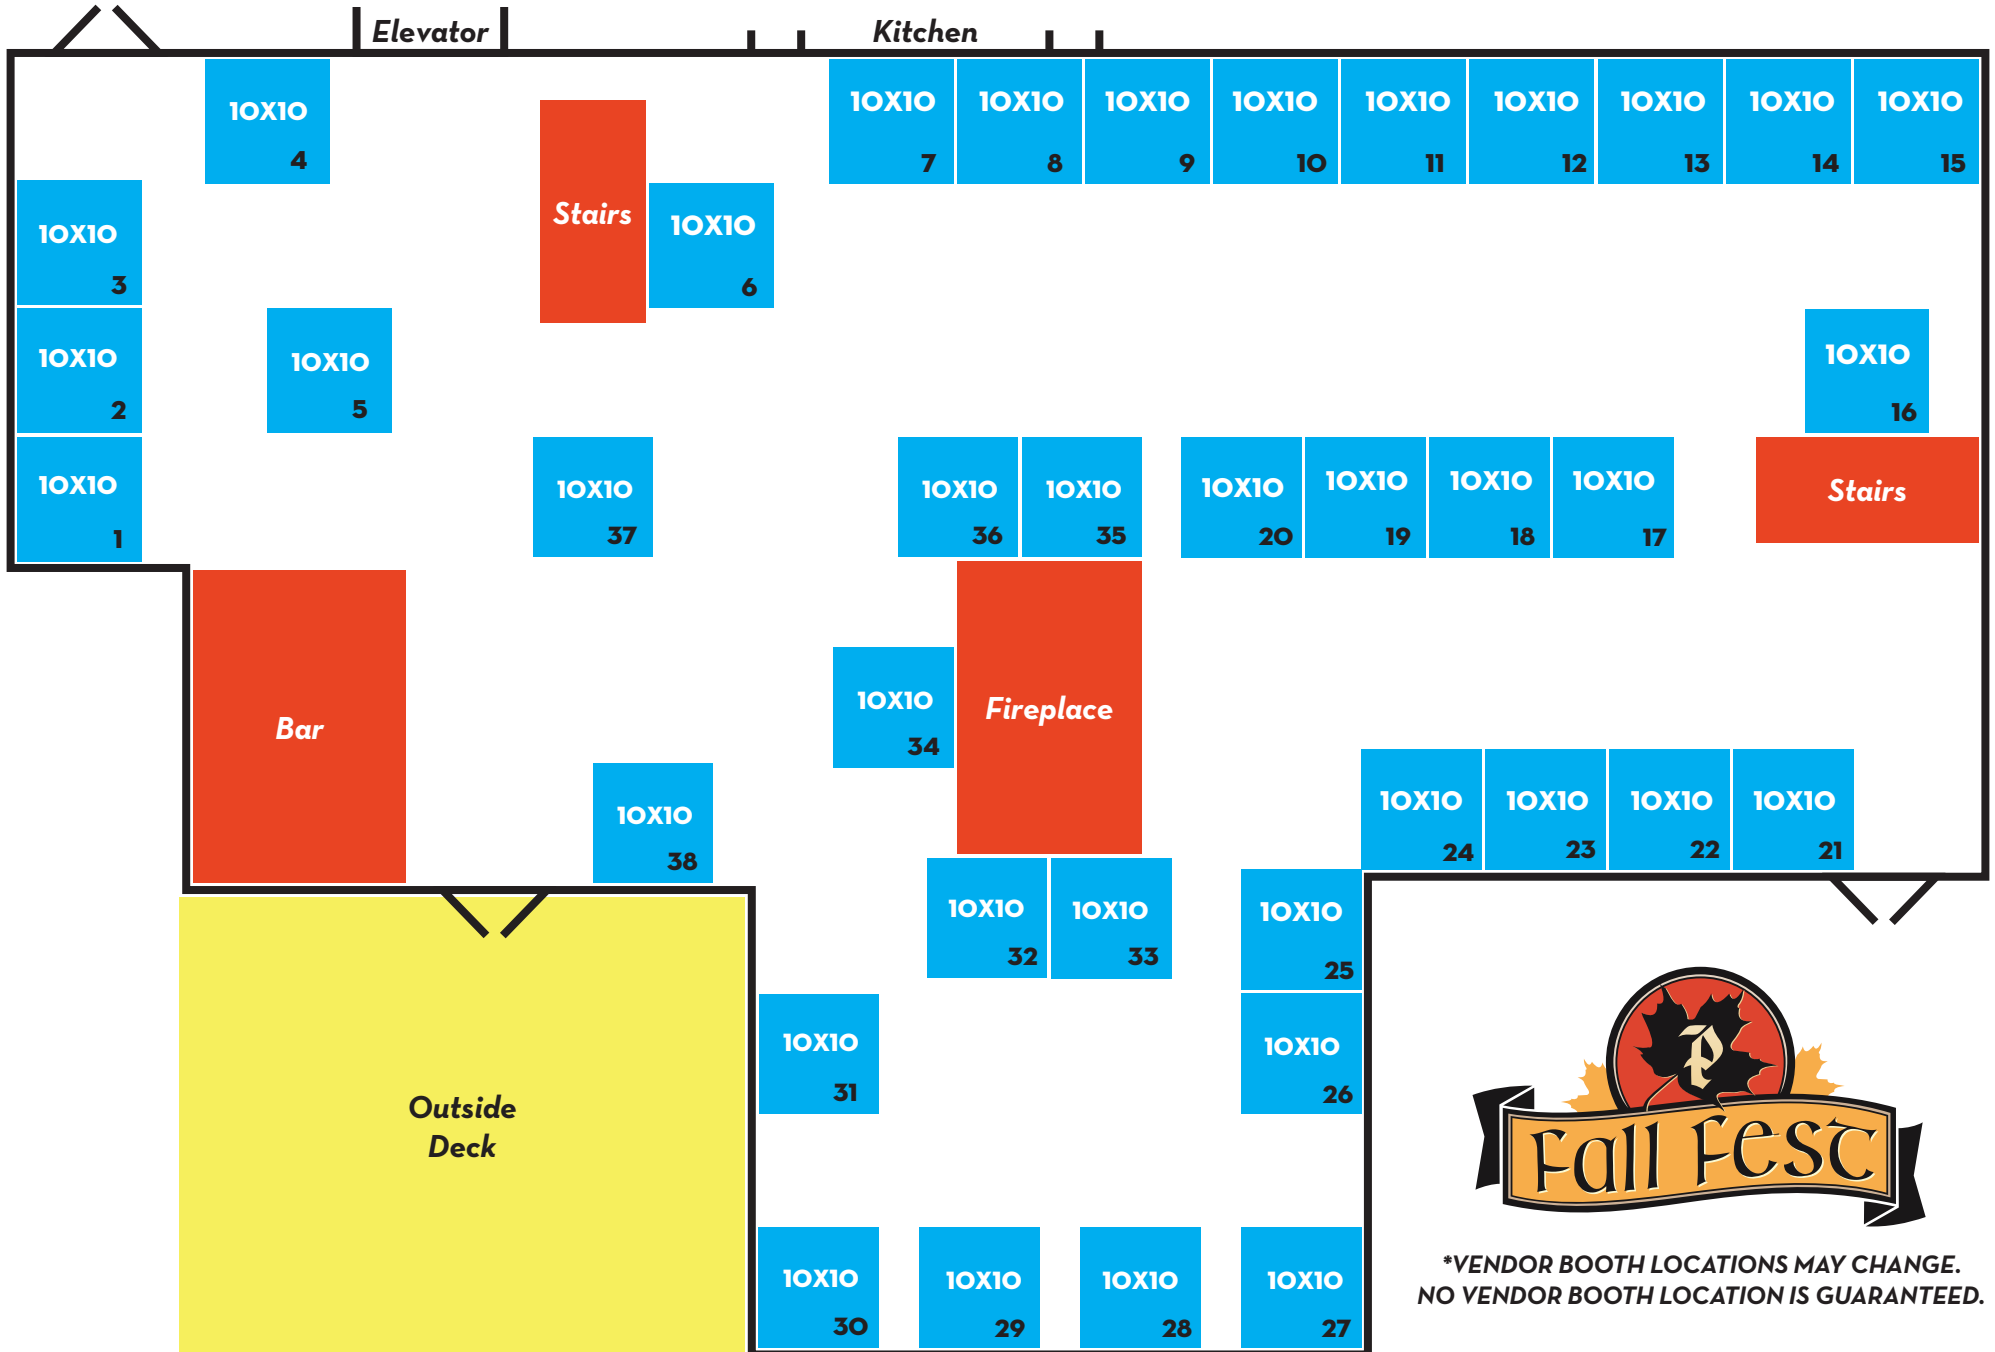 Elevator
Kitchen
10X10
4
10X10
7
10X10
8
10X10
9
10X10
10
10X10
11
10X10
12
10X10
13
10X10
14
10X10
15
Stairs
10X10
6
10X10
3
10X10
2
10X10
5
10X10
16
10X10
1
10X10
37
10X10
36
10X10
35
10X10
20
10X10
19
10X10
18
10X10
17
Stairs
Bar
10X10
34
Fireplace
10X10
38
10X10
24
10X10
23
10X10
22
10X10
21
10X10
32
10X10
33
10X10
25
10X10
31
10X10
26
Outside
Deck
P
Fall Fest
10X10
30
10X10
29
10X10
28
10X10
27
*VENDOR BOOTH LOCATIONS MAY CHANGE.
NO VENDOR BOOTH LOCATION IS GUARANTEED.